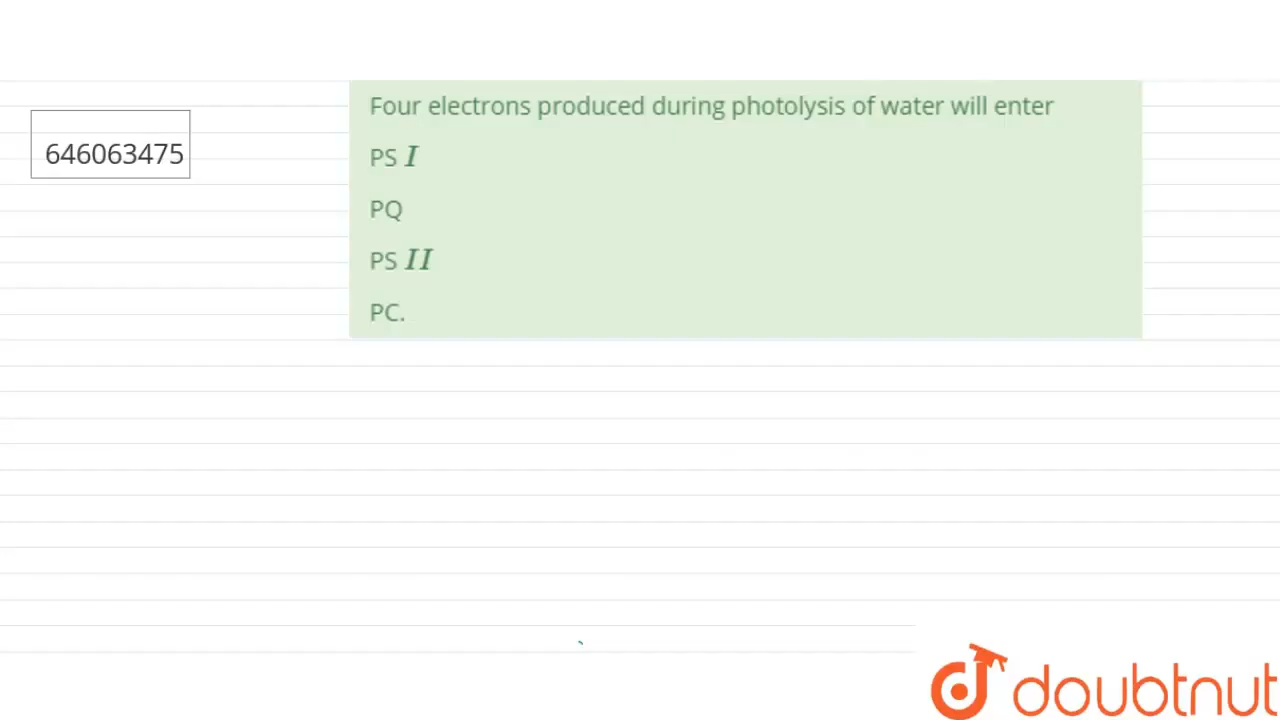 646063475
Four electrons produced during photolysis of water will enter
PS I
PQ
PS II
PC.
doubtnut